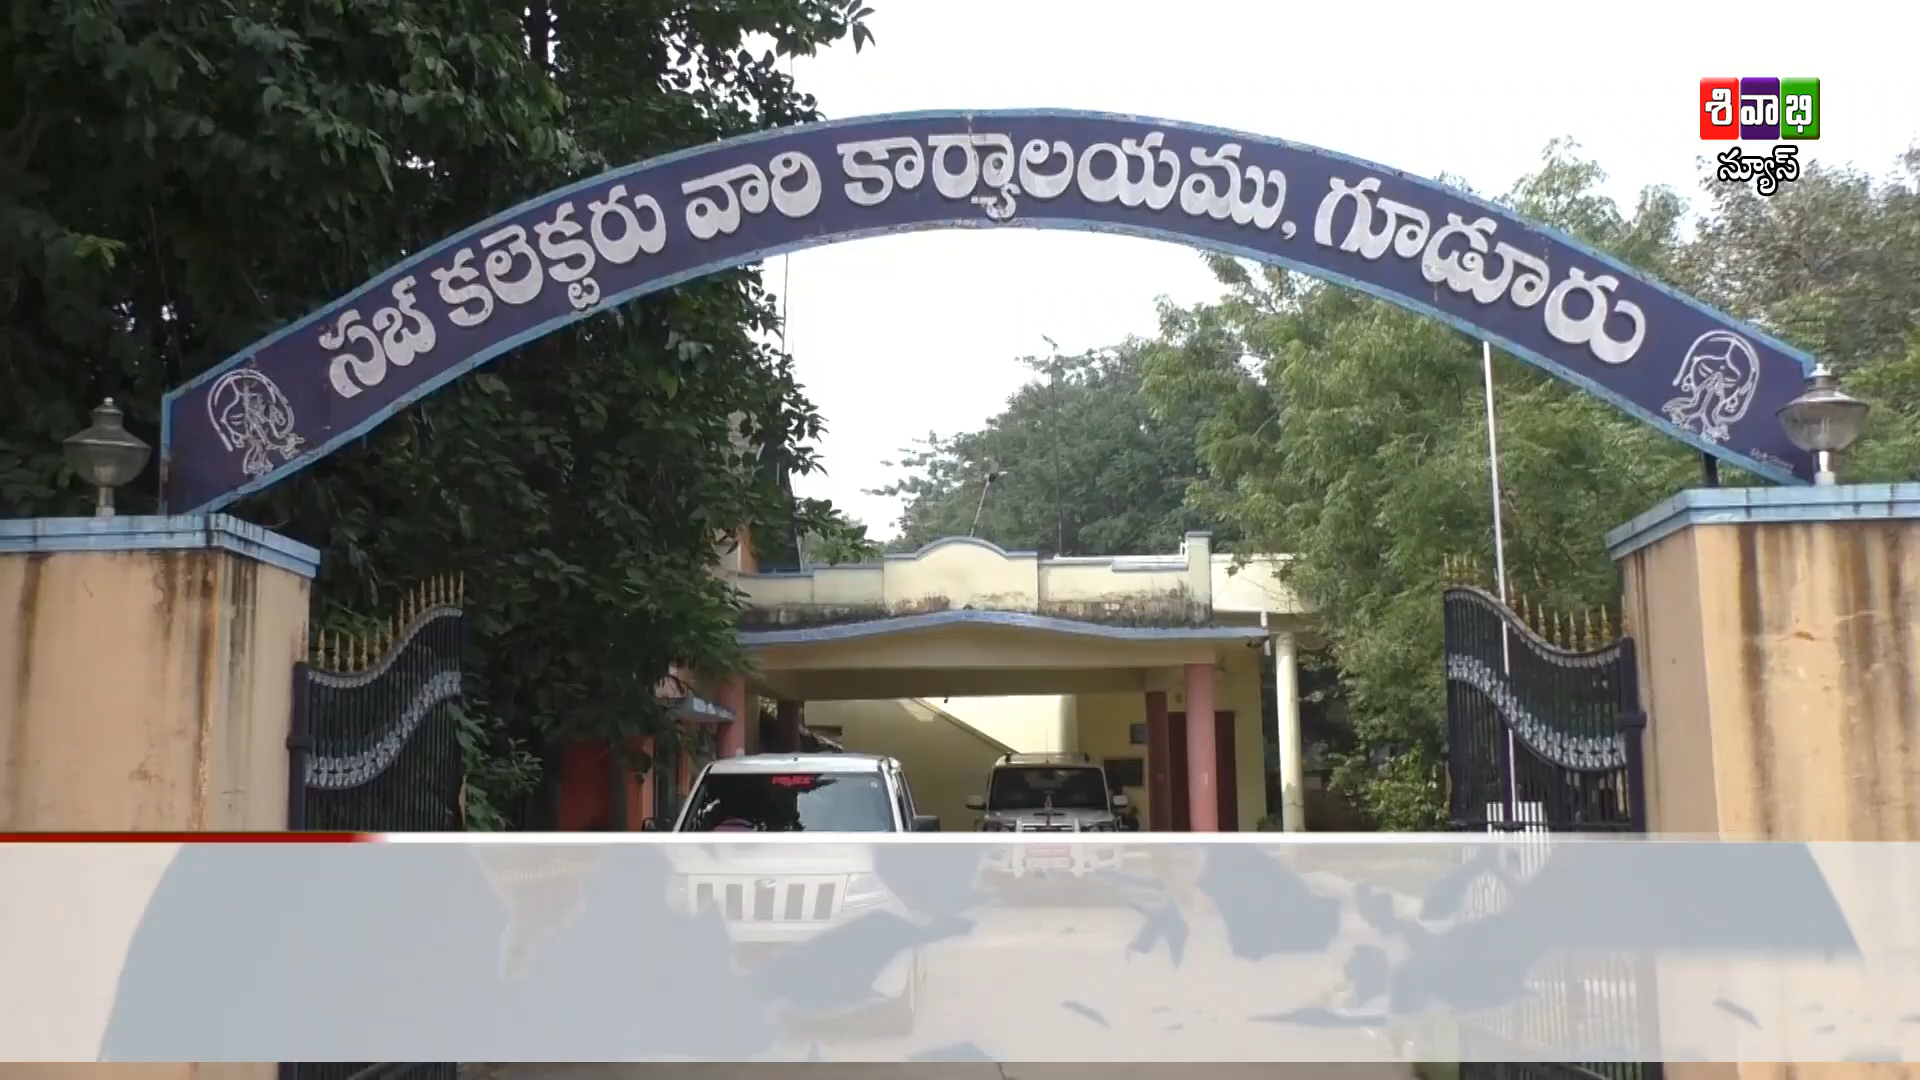 సబ్ కలెక్టరు వారి కార్యాలయము, గూడూరు
శివాభి
న్యూస్